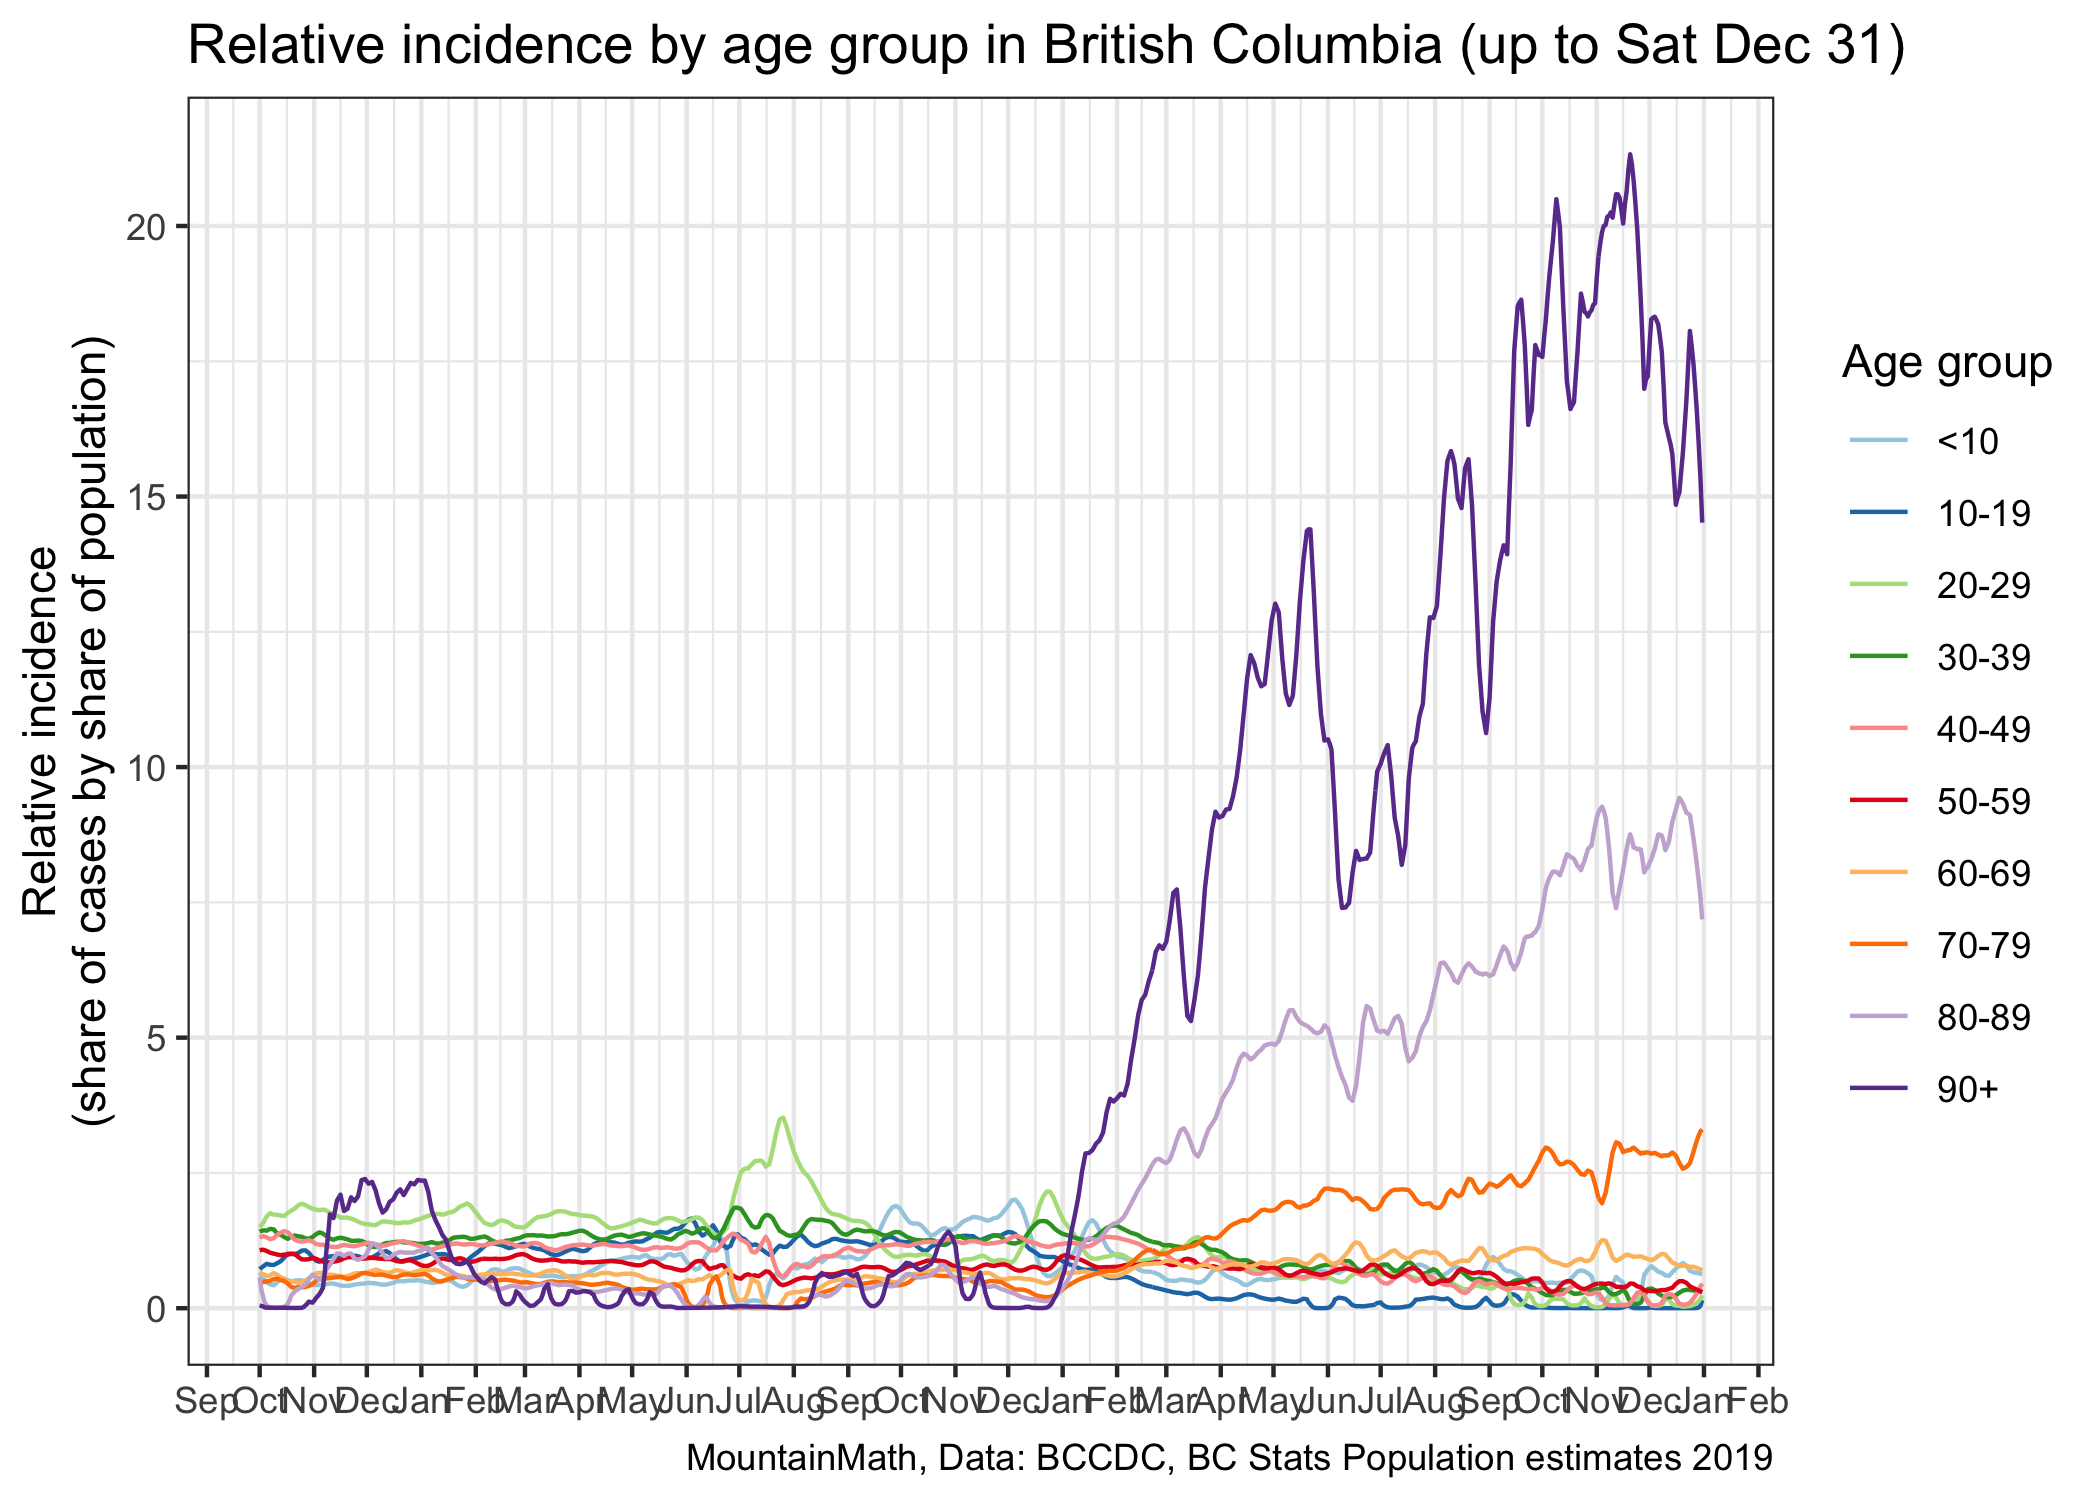 Relative incidence by age group in British Columbia (up to Sat Dec 31)
Relative incidence
(share of cases by share of population)
20
15
10
5
0
Sep Oct Nov Dec Jan Feb Mar Apr May Jun Jul Aug Sep Oct Nov Dec Jan Feb Mar Apr May Jun Jul Aug Sep Oct Nov Dec Jan Feb
Age group
<10
10-19
20-29
30-39
40-49
50-59
60-69
70-79
80-89
90+
MountainMath, Data: BCCDC, BC Stats Population estimates 2019